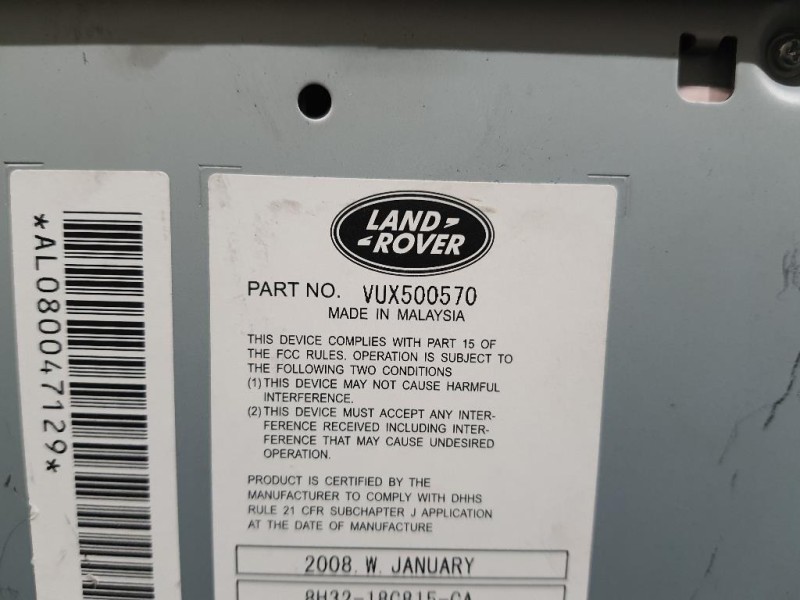 *AL080047129*
LAND
ROVER
PART NO. VUX500570
MADE IN MALAYSIA
THIS DEVICE COMPLIES WITH PART 15 OF
THE FCC RULES. OPERATION IS SUBJECT TO
THE FOLLOWING TWO CONDITIONS
(1) THIS DEVICE MAY NOT CAUSE HARMFUL
INTERFERENCE.
(2) THIS DEVICE MUST ACCEPT ANY INTER-
FERENCE RECEIVED INCLUDING INTER-
FERENCE THAT MAY CAUSE UNDESIRED
OPERATION.
PRODUCT IS CERTIFIED BY THE
MANUFACTURER TO COMPLY WITH DHHS
RULE 21 CFR SUBCHAPTER J APPLICATION
AT THE DATE OF MANUFACTURE
2008. W. JANUARY
8H32-18C815-CA